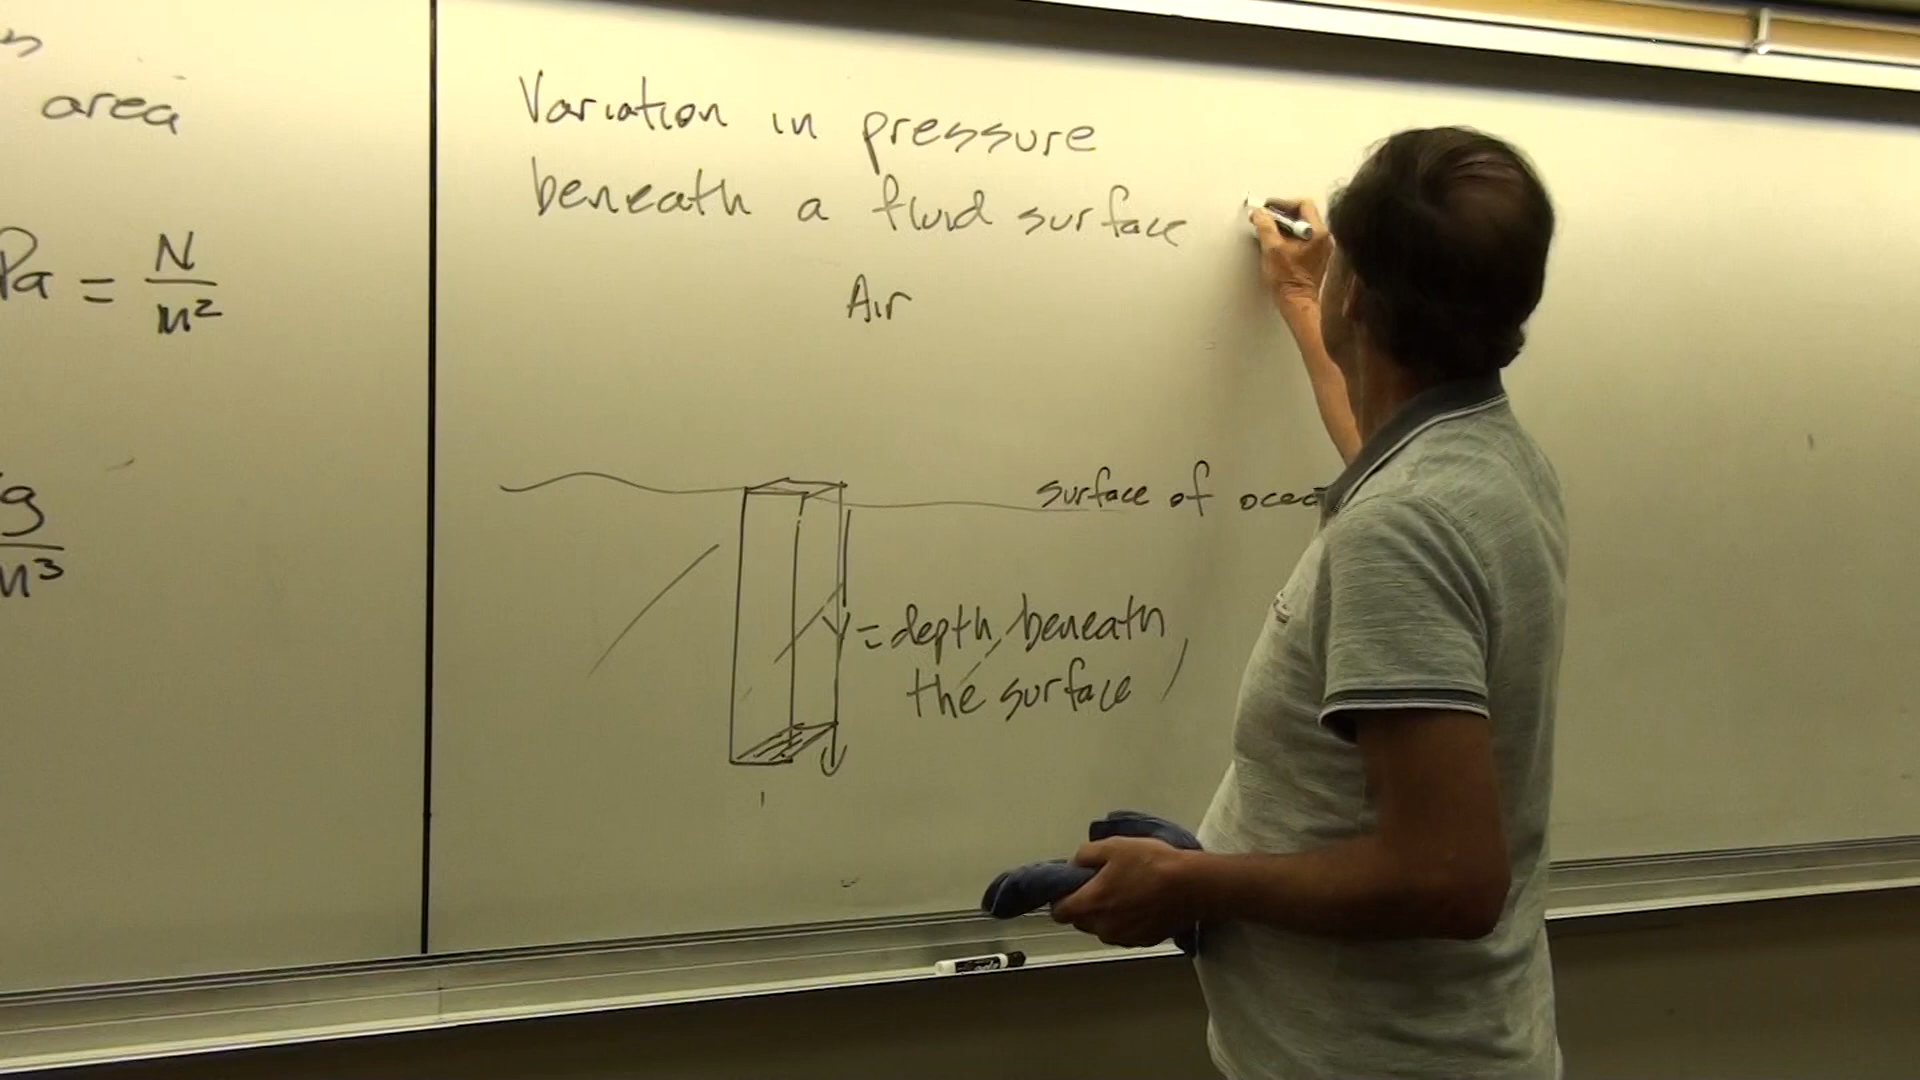 area
Pa = N/m²
g/m³
Variation in pressure
beneath a fluid surface
Air
surface of ocea
y = depth beneath
the surface